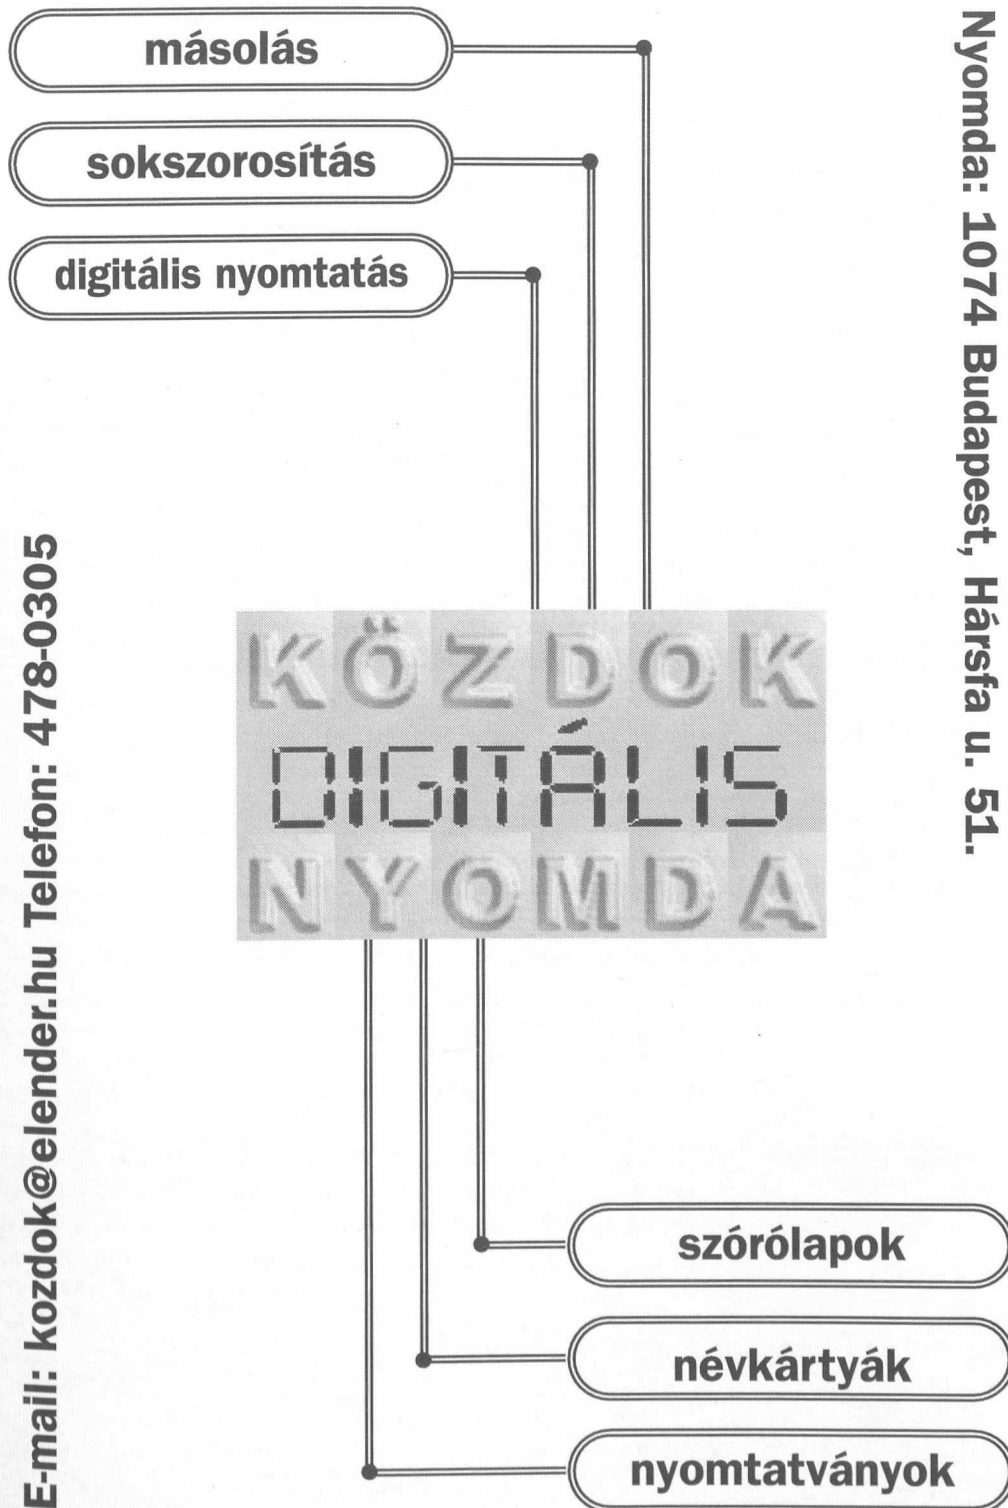 másolás
sokszorosítás
digitális nyomtatás
Nyomda: 1074 Budapest, Hársfa u. 51.
E-mail: kozdok@elender.hu Telefon: 478-0305
KÖZDOK
DIGITÁLIS
NYOMDA
szórólapok
névkártyák
nyomtatványok